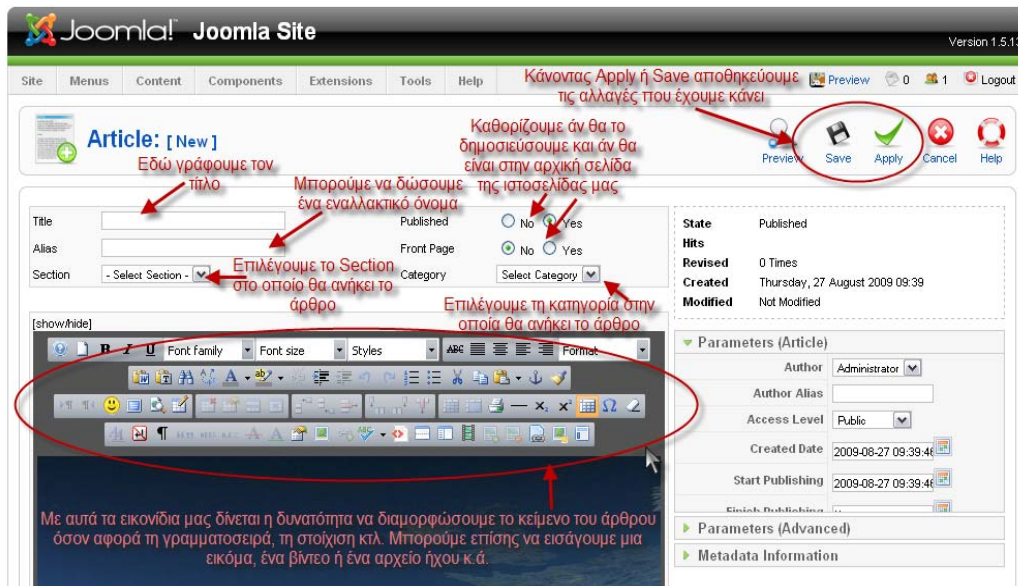 Joomla! Joomla Site
Version 1.5.13
Site Menus Content Components Extensions Tools Help
Preview 0 1 Logout
Κάνοντας Apply ή Save αποθηκεύουμε
τις αλλαγές που έχουμε κάνει
Article: [ New ]
Preview Save Apply Cancel Help
Εδώ γράφουμε τον
τίτλο
Καθορίζουμε άν θα το
δημοσιεύσουμε και άν θα
είναι στην αρχική σελίδα
της ιστοσελίδας μας
Μπορούμε να δώσουμε
ένα εναλλακτικό όνομα
Title
Published No Yes
Alias
Front Page No Yes
Section - Select Section -
Category Select Category
Επιλέγουμε το Section
στο οποίο θα ανήκει το
άρθρο
Επιλέγουμε τη κατηγορία στην
οποία θα ανήκει το άρθρο
State Published
Hits
Revised 0 Times
Created Thursday, 27 August 2009 09:39
Modified Not Modified
[show/hide]
B I U Font family Font size Styles ABC Format
Με αυτά τα εικονίδια μας δίνεται η δυνατότητα να διαμορφώσουμε το κείμενο του άρθρου
όσον αφορά τη γραμματοσειρά, τη στοίχιση κτλ. Μπορούμε επίσης να εισάγουμε μια
εικόμα, ένα βίντεο ή ένα αρχείο ήχου κ.ά.
Parameters (Article)
Author Administrator
Author Alias
Access Level Public
Created Date 2009-08-27 09:39:46
Start Publishing 2009-08-27 09:39:46
Finish Publishing
Parameters (Advanced)
Metadata Information